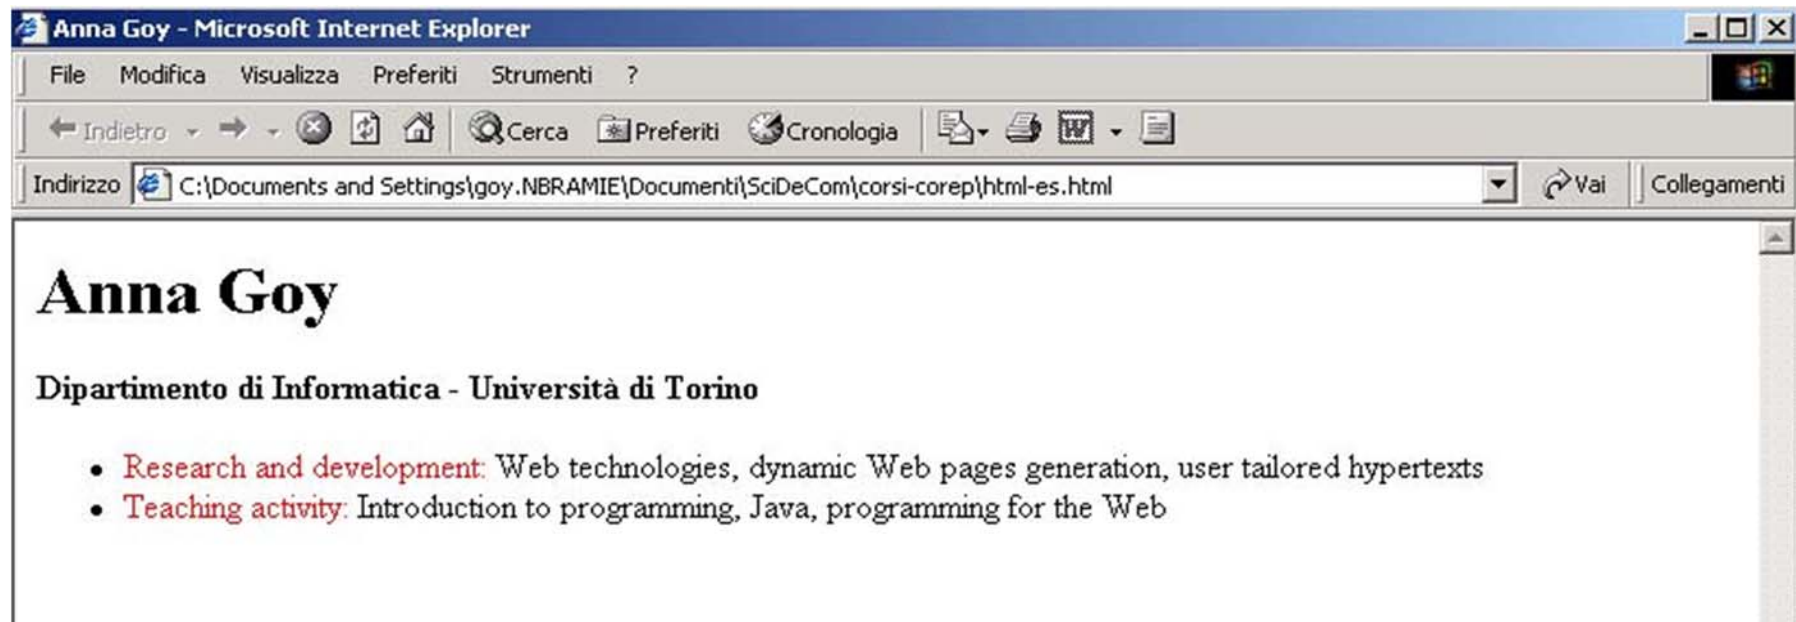 Anna Goy - Microsoft Internet Explorer
File Modifica Visualizza Preferiti Strumenti ?
Indietro Cerca Preferiti Cronologia
Indirizzo C:\Documents and Settings\goy.NBRAMIE\Documenti\SciDeCom\corsi-corep\html-es.html Vai Collegamenti
Anna Goy
Dipartimento di Informatica - Università di Torino
• Research and development: Web technologies, dynamic Web pages generation, user tailored hypertexts
• Teaching activity: Introduction to programming, Java, programming for the Web